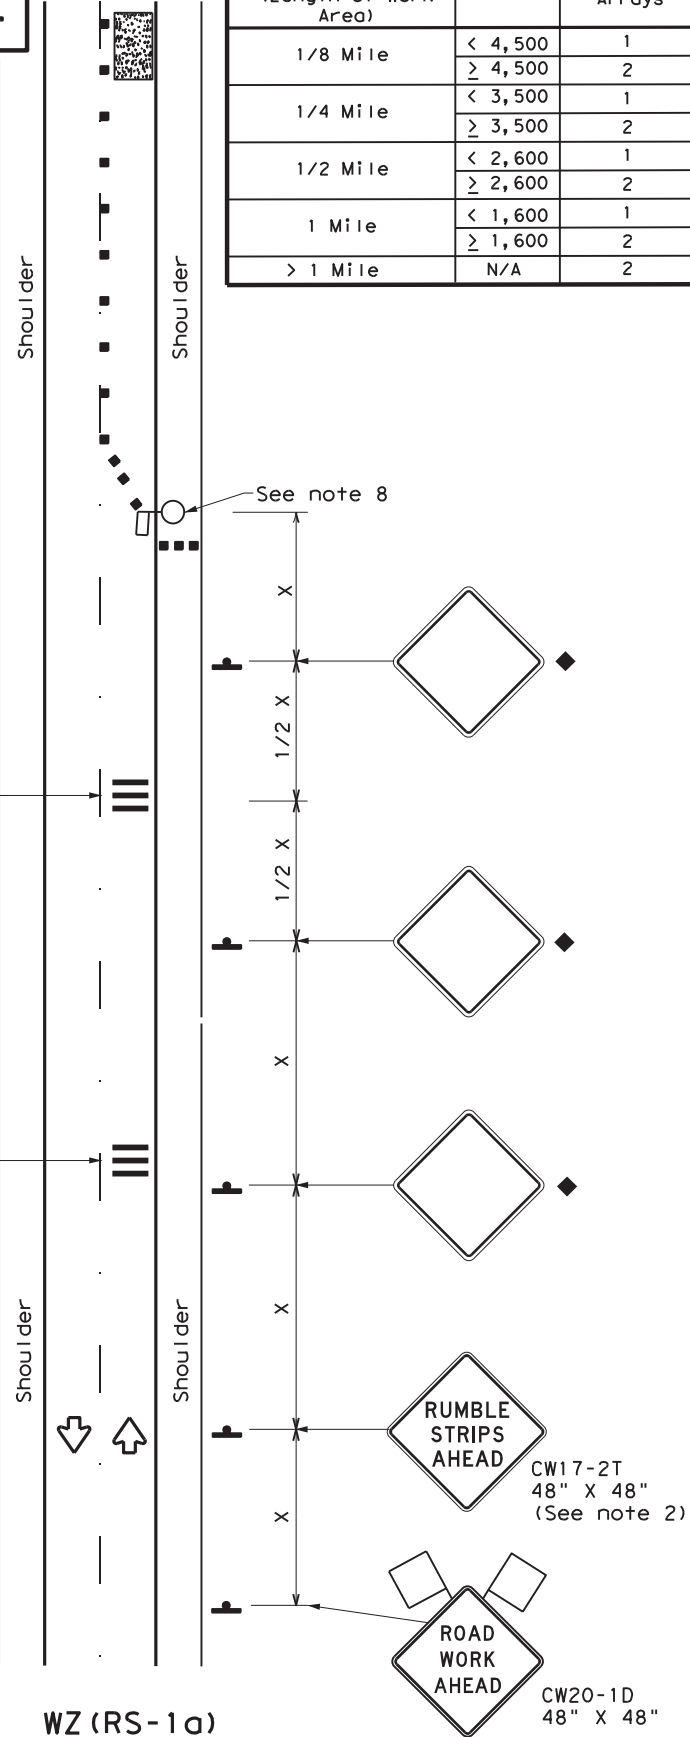 Area)
1/8 Mile < 4,500 1
≥ 4,500 2
1/4 Mile < 3,500 1
≥ 3,500 2
1/2 Mile < 2,600 1
≥ 2,600 2
1 Mile < 1,600 1
≥ 1,600 2
> 1 Mile N/A 2
Shoulder
Shoulder
See note 8
X
1/2 X
1/2 X
X
X
Shoulder
Shoulder
RUMBLE
STRIPS
AHEAD
CW17-2T
48" X 48"
(See note 2)
X
ROAD
WORK
AHEAD
CW20-1D
48" X 48"
WZ(RS-1a)